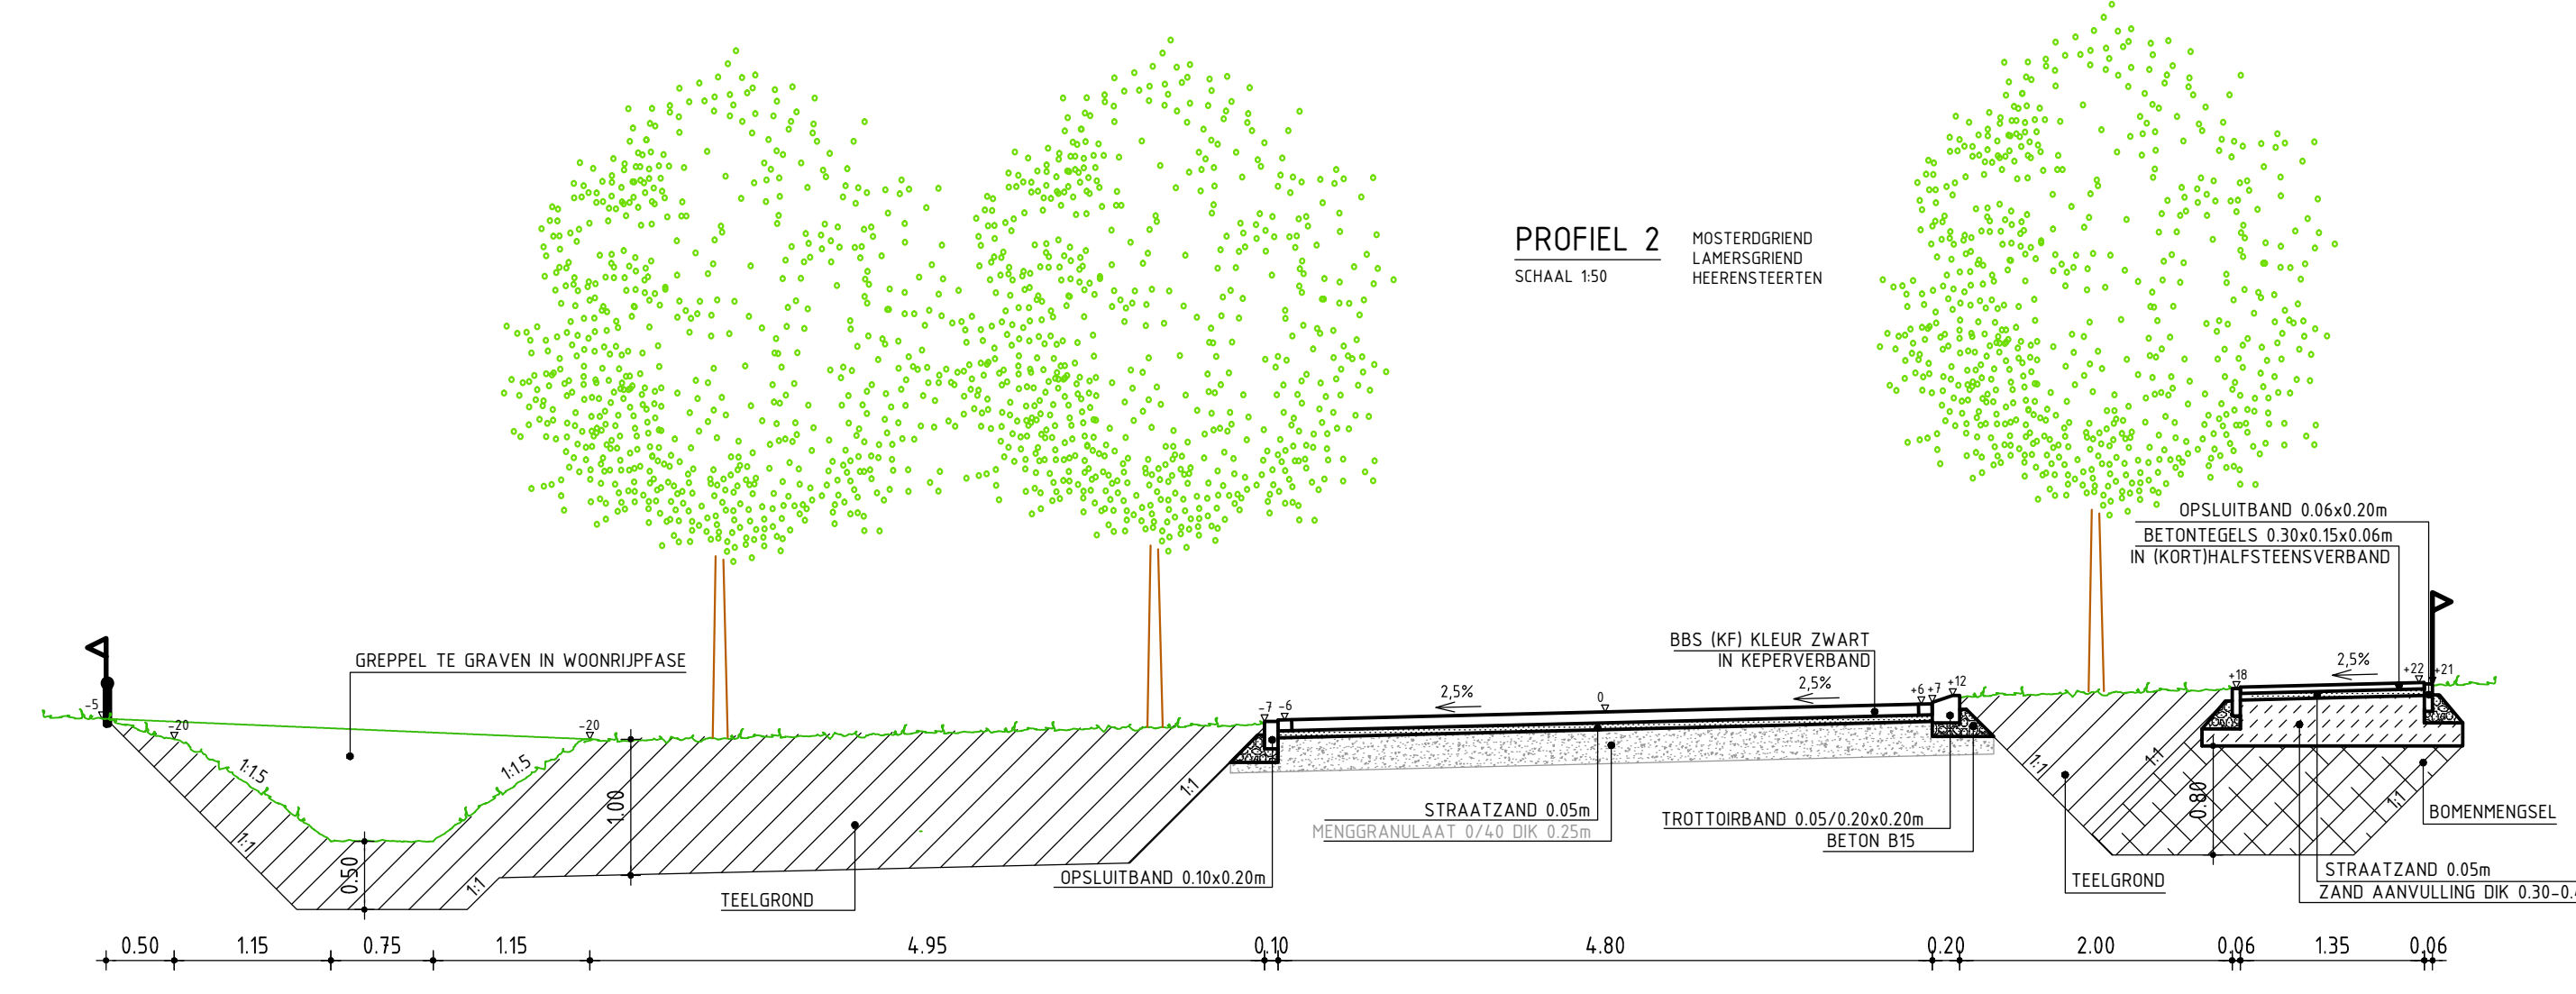 PROFIEL 2
SCHAAL 1:50
MOSTERDGRIEND
LAMERSGRIEND
HEERENSTEERTEN
OPSLUITBAND 0.06x0.20m
BETONTEGELS 0.30x0.15x0.06m
IN (KORT)HALFSTEENSVERBAND
BBS (KF) KLEUR ZWART
IN KEPERVERBAND
GREPPEL TE GRAVEN IN WOONRIJPFASE
-5
-20
-20
-7
-6
2,5%
0
2,5%
+6
+7
+12
+18
2,5%
+22
+21
1:1.5
1:1.5
1:1
1:1
1:1
1:1
1:1
1:1
0.50
1.00
0.80
STRAATZAND 0.05m
MENGGRANULAAT 0/40 DIK 0.25m
TROTTOIRBAND 0.05/0.20x0.20m
BETON B15
BOMENMENGSEL
OPSLUITBAND 0.10x0.20m
TEELGROND
TEELGROND
STRAATZAND 0.05m
ZAND AANVULLING DIK 0.30-0.
0.50 1.15 0.75 1.15 4.95 0.10 4.80 0.20 2.00 0.06 1.35 0.06